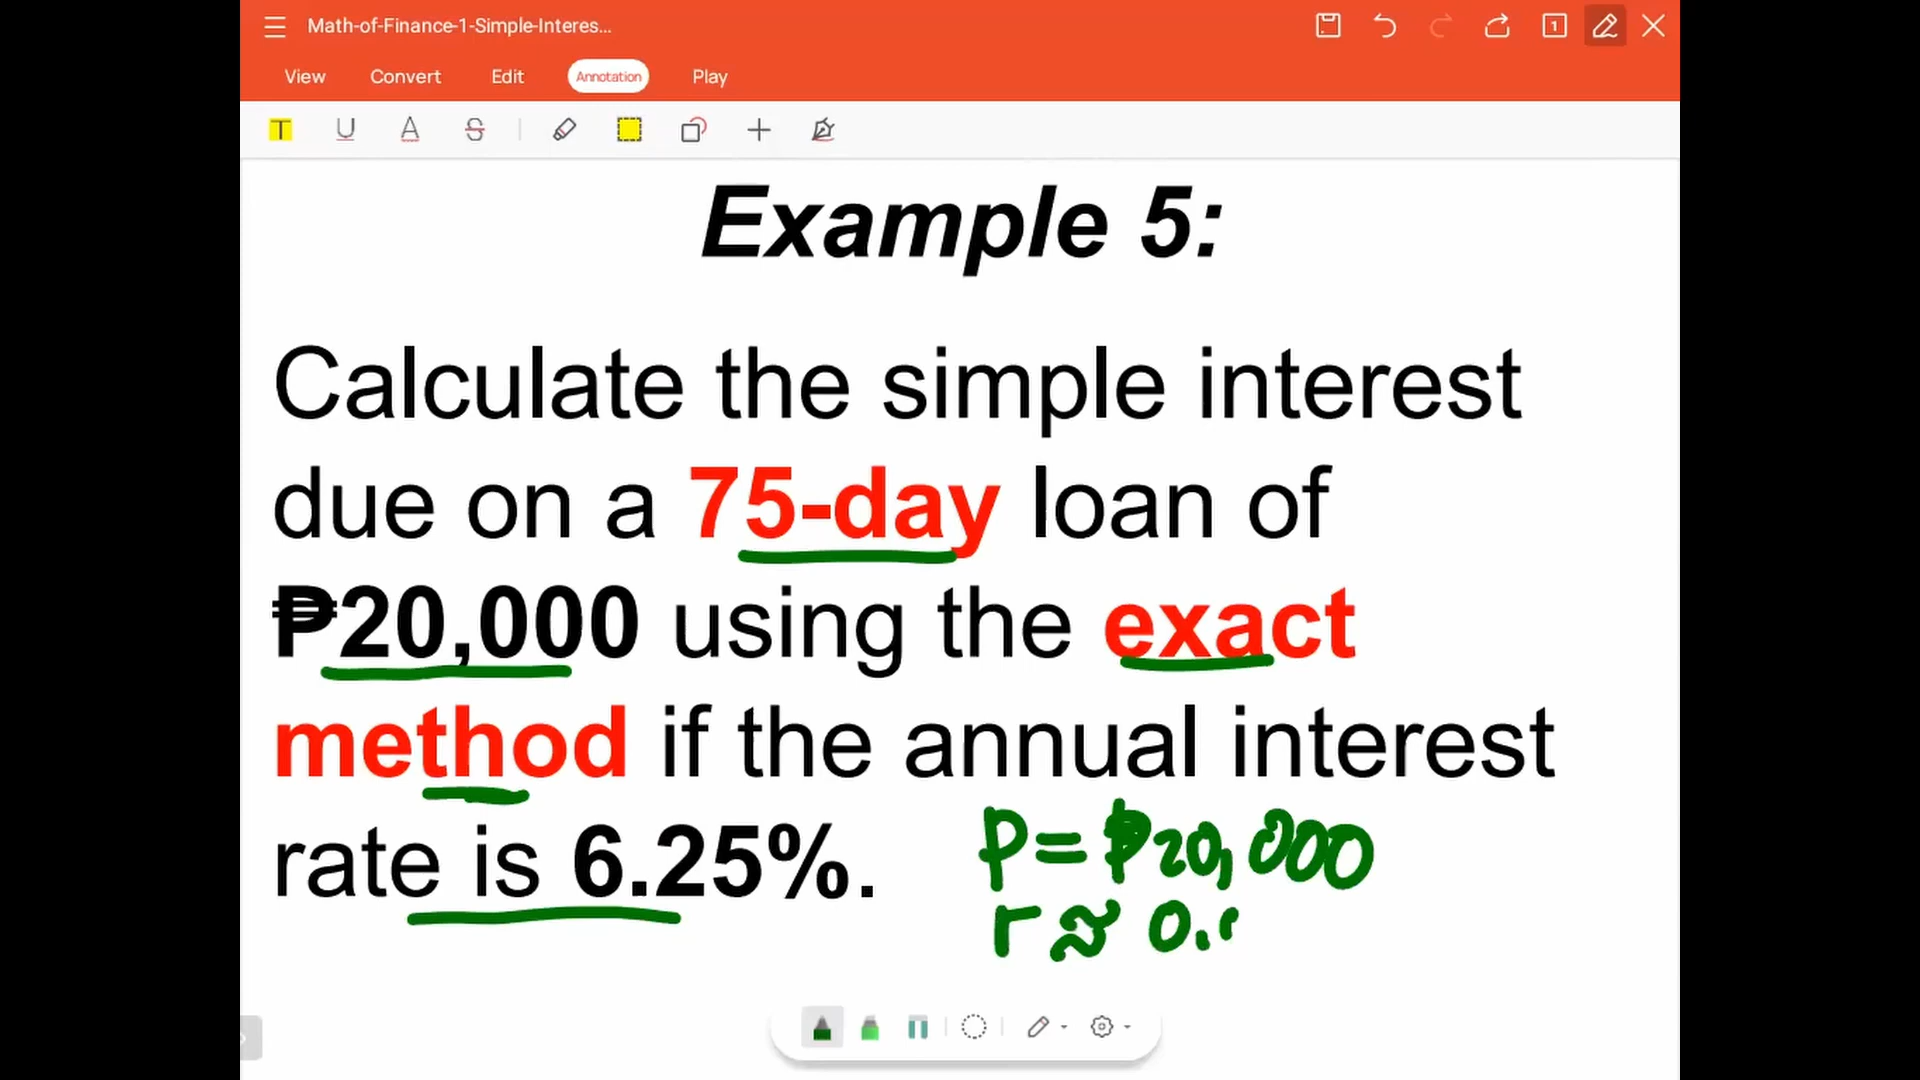 Math-of-Finance-1-Simple-Interes...
View Convert Edit Annotation Play
Example 5:
Calculate the simple interest
due on a 75-day loan of
₱20,000 using the exact
method if the annual interest
rate is 6.25%.
P = ₱20,000
r ≈ 0.